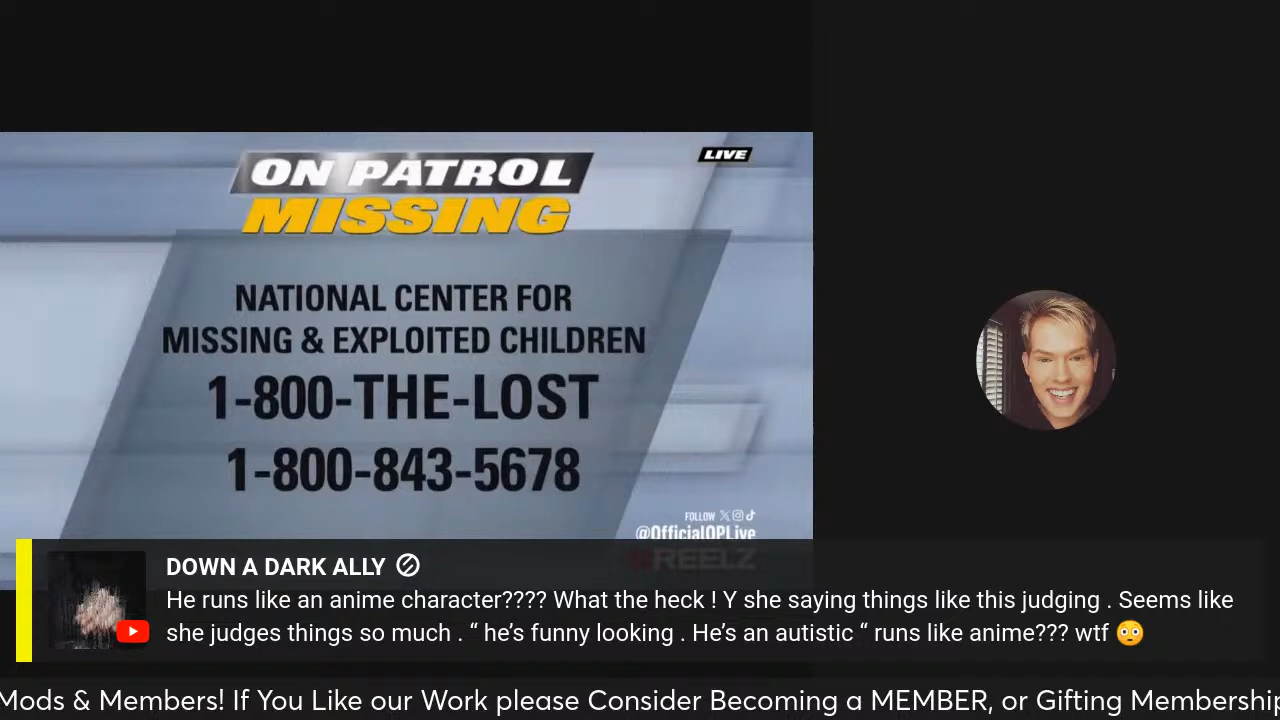 ON PATROL
LIVE
MISSING
NATIONAL CENTER FOR
MISSING & EXPLOITED CHILDREN
1-800-THE-LOST
1-800-843-5678
FOLLOW
@OfficialOPLive
REELZ
DOWN A DARK ALLY
He runs like an anime character???? What the heck ! Y she saying things like this judging . Seems like
she judges things so much . “ he’s funny looking . He’s an autistic “ runs like anime??? wtf 😳
Mods & Members! If You Like our Work please Consider Becoming a MEMBER, or Gifting Membership